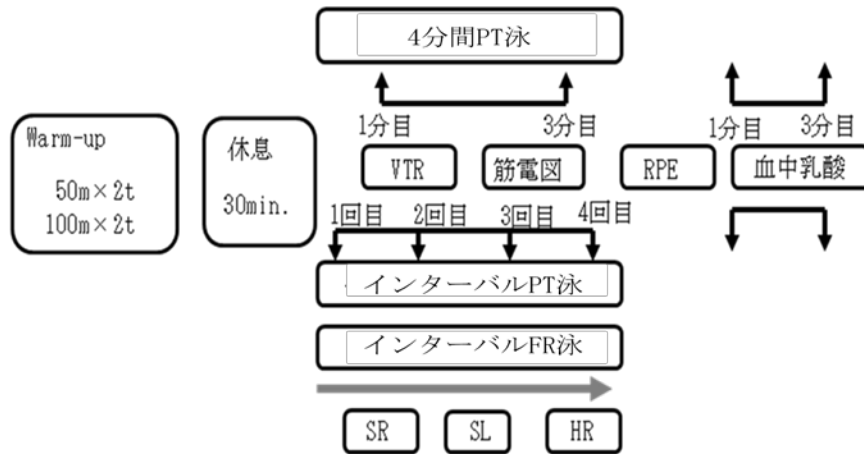 4分間PT泳
1分目
3分目
1分目
3分目
Warm-up
50m×2t
100m×2t
休息
30min.
VTR
筋電図
RPE
血中乳酸
1回目
2回目
3回目
4回目
インターバルPT泳
インターバルFR泳
SR
SL
HR